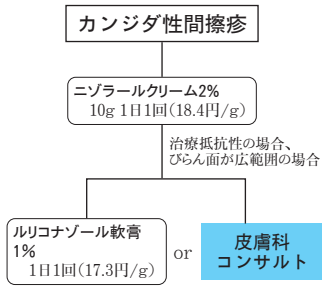 カンジダ性間擦疹
ニゾラールクリーム2%
10g 1日1回(18.4円/g)
治療抵抗性の場合、
びらん面が広範囲の場合
ルリコナゾール軟膏
1%
1日1回(17.3円/g)
or
皮膚科
コンサルト